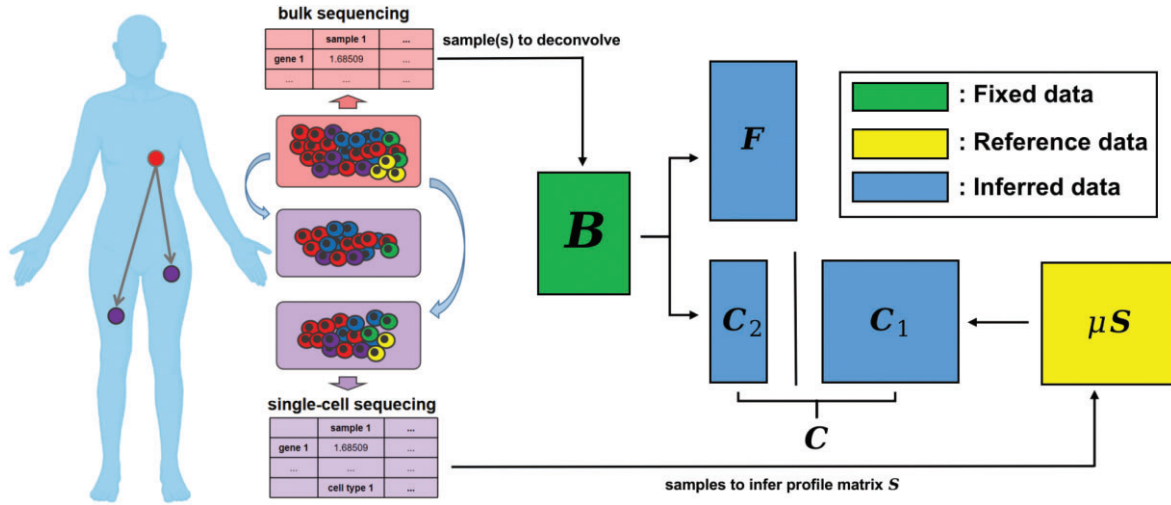 bulk sequencing
sample 1 ...
gene 1 1.68509 ...
... ... ...
sample(s) to deconvolve
B
F
C2
C1
C
μS
: Fixed data
: Reference data
: Inferred data
single-cell sequecing
sample 1 ...
gene 1 1.68509 ...
... ... ...
cell type 1 ...
samples to infer profile matrix S